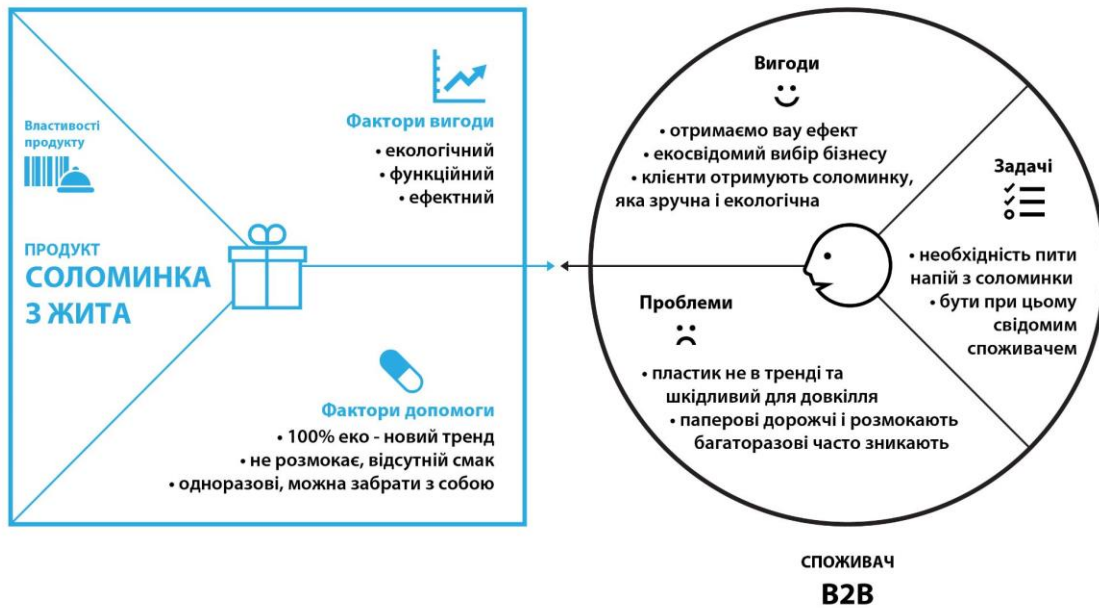 Властивості
продукту
ПРОДУКТ
СОЛОМИНКА
З ЖИТА
Фактори вигоди
• екологічний
• функційний
• ефектний
Фактори допомоги
• 100% еко - новий тренд
• не розмокає, відсутній смак
• одноразові, можна забрати з собою
Вигоди
• отримаємо вау ефект
• екосвідомий вибір бізнесу
• клієнти отримують соломинку,
яка зручна і екологічна
Задачі
• необхідність пити
напій з соломинки
• бути при цьому
свідомим
споживачем
Проблеми
• пластик не в тренді та
шкідливий для довкілля
• паперові дорожчі і розмокають
багаторазові часто зникають
СПОЖИВАЧ
B2B